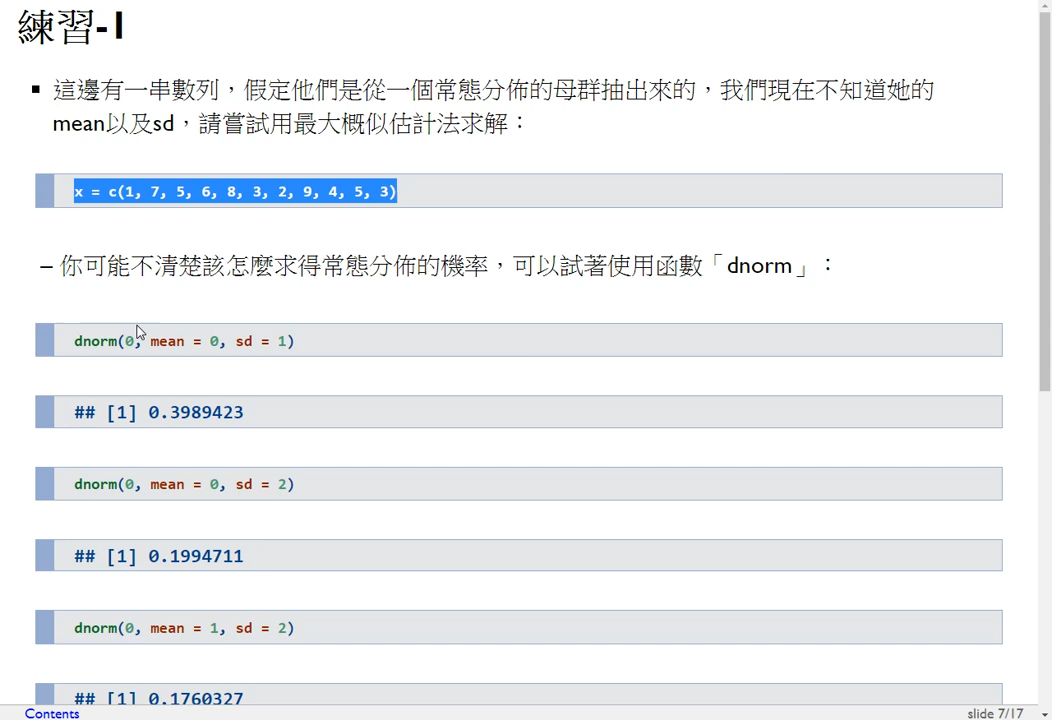 練習-1
▪ 這邊有一串數列，假定他們是從一個常態分佈的母群抽出來的，我們現在不知道她的
mean以及sd，請嘗試用最大概似估計法求解：
x = c(1, 7, 5, 6, 8, 3, 2, 9, 4, 5, 3)
– 你可能不清楚該怎麼求得常態分佈的機率，可以試著使用函數「dnorm」：
dnorm(0, mean = 0, sd = 1)
## [1] 0.3989423
dnorm(0, mean = 0, sd = 2)
## [1] 0.1994711
dnorm(0, mean = 1, sd = 2)
## [1] 0.1760327
Contents
slide 7/17